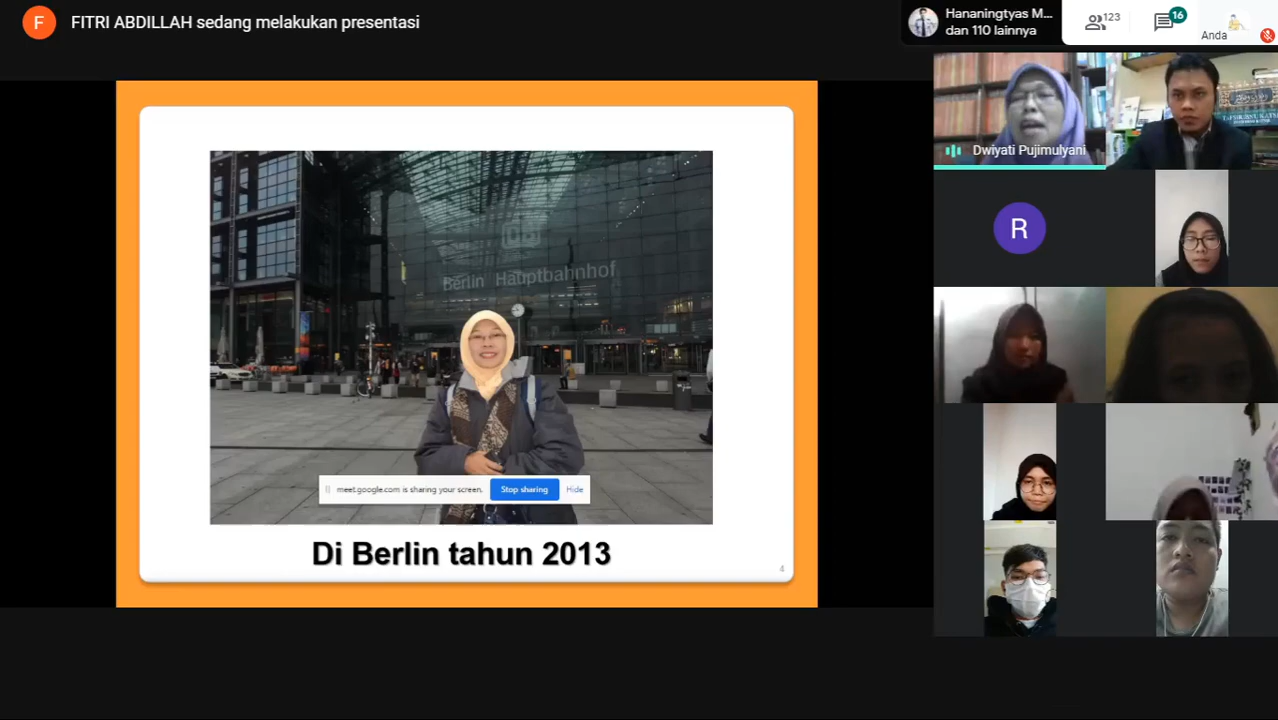 F
FITRI ABDILLAH sedang melakukan presentasi
Hananingtyas M...
dan 110 lainnya
123
16
Anda
DB
Berlin Hauptbahnhof
meet.google.com is sharing your screen.
Stop sharing
Hide
Di Berlin tahun 2013
4
Dwiyati Pujimulyani
R